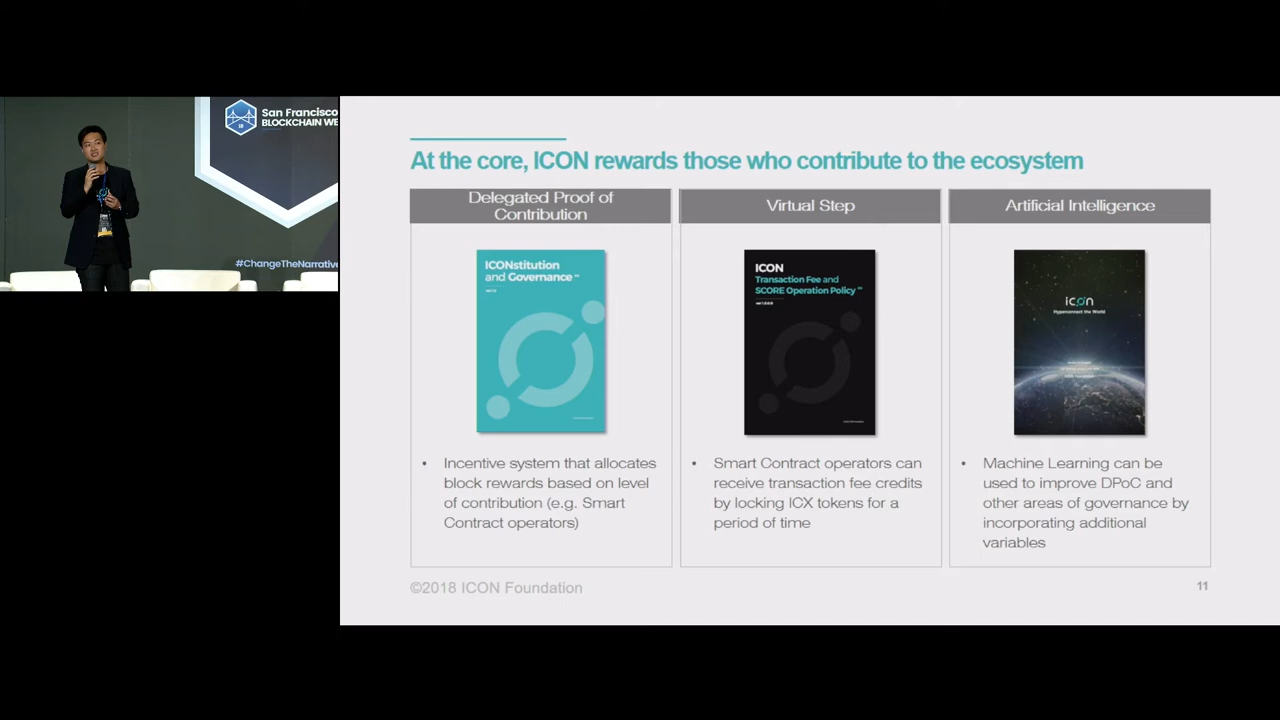 San Francisco
BLOCKCHAIN WE
#ChangeTheNarrative
At the core, ICON rewards those who contribute to the ecosystem
Delegated Proof of
Contribution
ICONstitution
and Governance
• Incentive system that allocates
block rewards based on level
of contribution (e.g. Smart
Contract operators)
Virtual Step
ICON
Transaction Fee and
SCORE Operation Policy
• Smart Contract operators can
receive transaction fee credits
by locking ICX tokens for a
period of time
Artificial Intelligence
icon
Hyperconnect the World
• Machine Learning can be
used to improve DPoC and
other areas of governance by
incorporating additional
variables
©2018 ICON Foundation
11